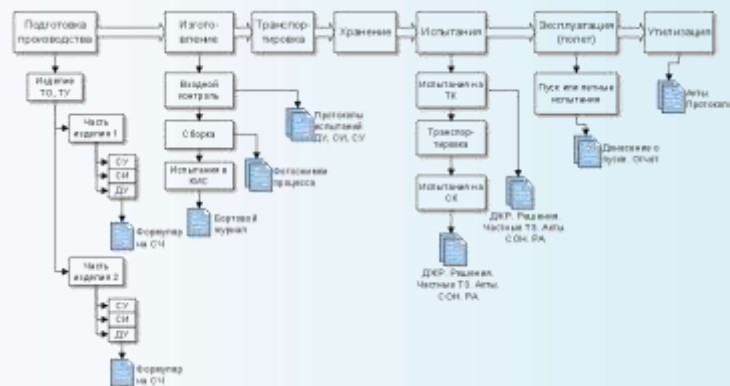 Подготовка
производства
Изгото-
вление
Транспор-
тировка
Хранение
Испытания
Эксплуатация
(полет)
Утилизация
Изделие
ТО, ТУ
Часть
изделия 1
СУ
СИ
ДУ
Формуляр
на СЧ
Часть
изделия 2
СУ
СИ
ДУ
Формуляр
на СЧ
Входной
контроль
Протоколы
испытаний
ДУ, СИ, СУ
Сборка
Фотоснимки
процесса
Испытания в
КИС
Бортовой
журнал
Испытания на
ТК
Транспор-
тировка
Испытания на
СК
ДЖР. Решения.
Частные ТЗ. Акты.
СОН. РА
ДЖР. Решения.
Частные ТЗ. Акты.
СОН. РА
Пуск или летные
испытания
Донесение о
пуске. Отчет
Акты.
Протоколы